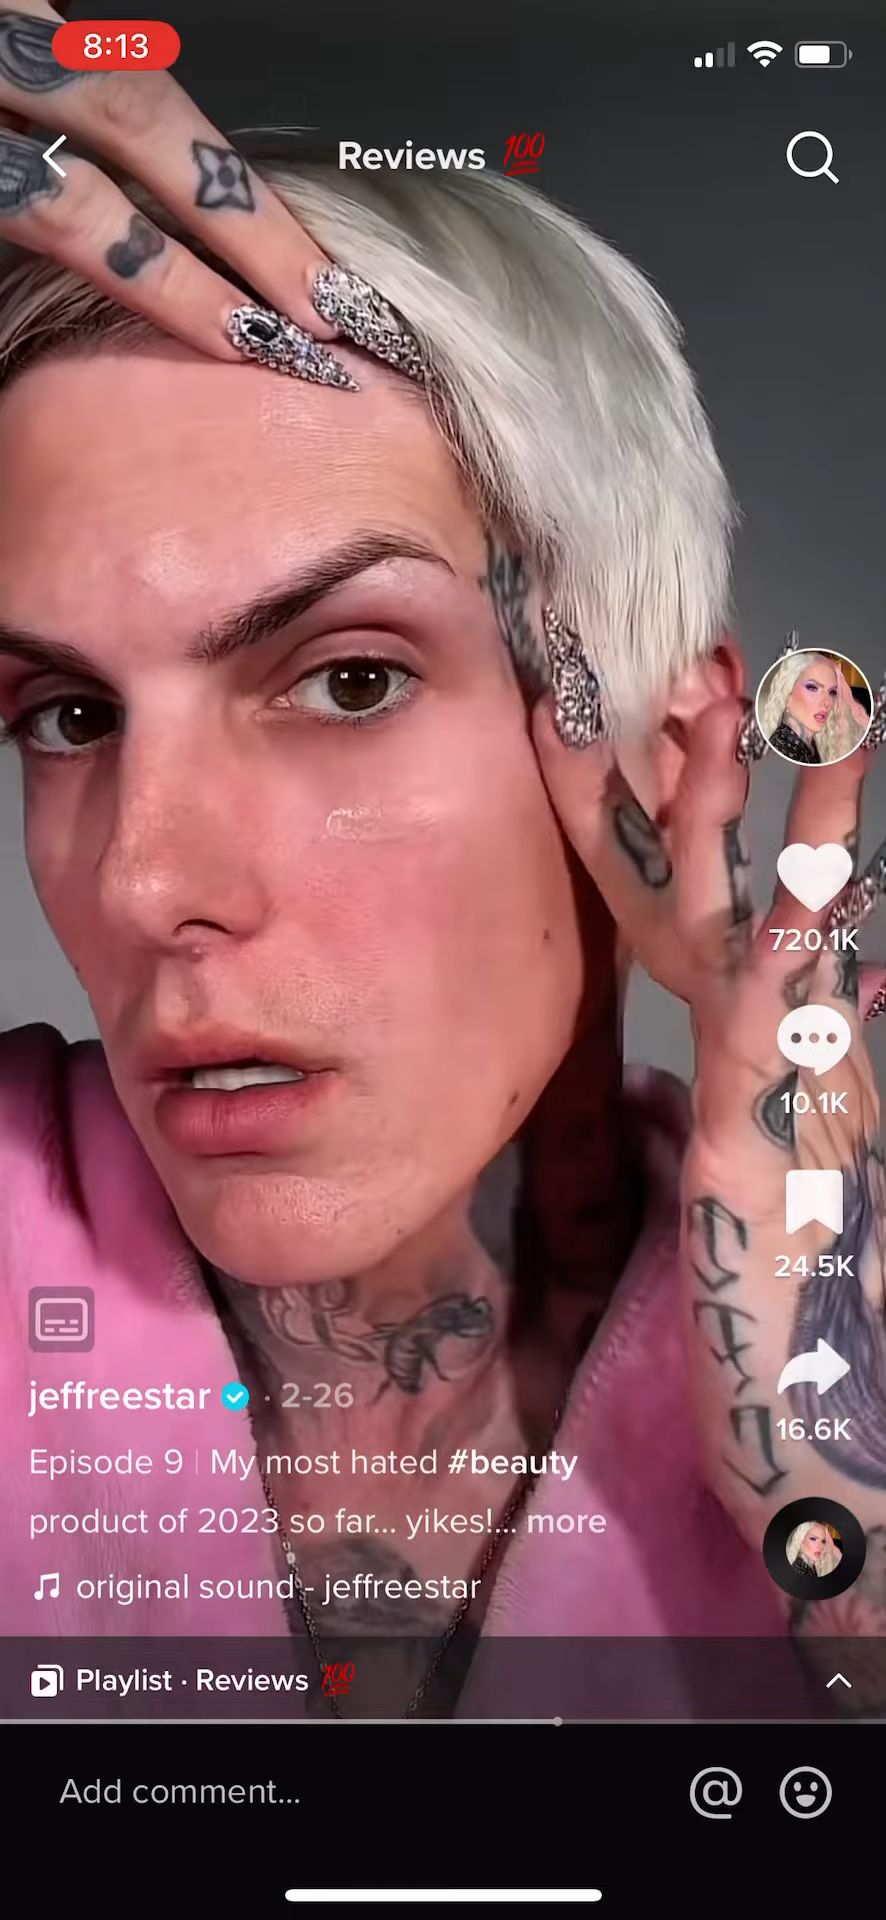 8:13
Reviews 💯
720.1K
10.1K
24.5K
16.6K
jeffreestar · 2-26
Episode 9 | My most hated #beauty
product of 2023 so far... yikes!... more
original sound - jeffreestar
Playlist · Reviews 💯
Add comment...
@